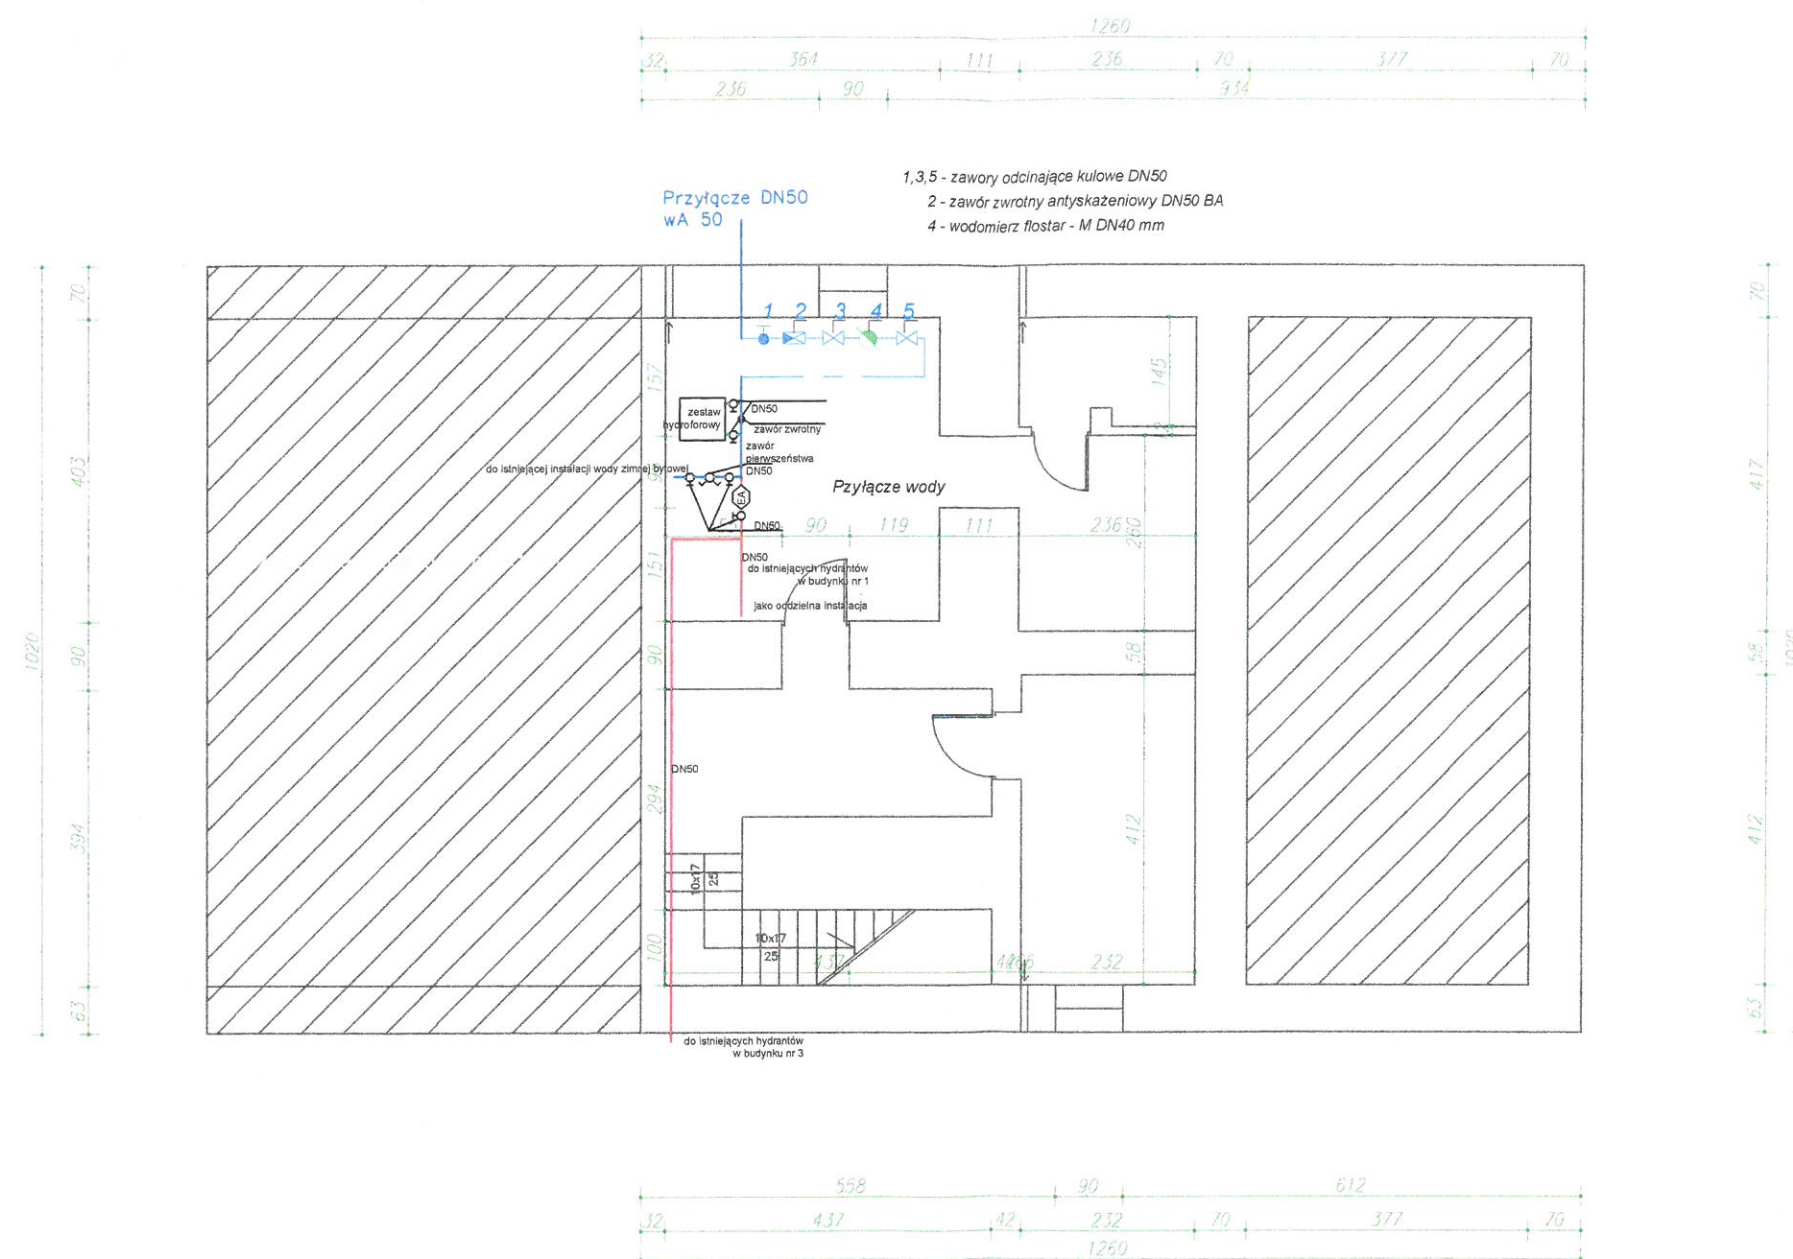 1260
32 364 111 236 70 377 70
236 90 934
1,3,5 - zawory odcinające kulowe DN50
2 - zawór zwrotny antyskażeniowy DN50 BA
4 - wodomierz flostar - M DN40 mm
Przyłącze DN50
wA 50
1 2 3 4 5
70
403
90
394
63
1020
157
151
90
294
100
zestaw
hydroforowy
DN50
zawór zwrotny
zawór
pierwszeństwa
DN50
do istniejącej instalacji wody zimnej bytowej
EA
DN50
Pzyłącze wody
90 119 111 236
DN50
do istniejących hydrantów
w budynku nr 1
jako oddzielna instalacja
DN50
145
260
58
412
10x17
25
10x17
25
437 232
do istniejących hydrantów
w budynku nr 3
70
417
58
412
63
1020
558 90 612
32 437 42 232 70 377 70
1260